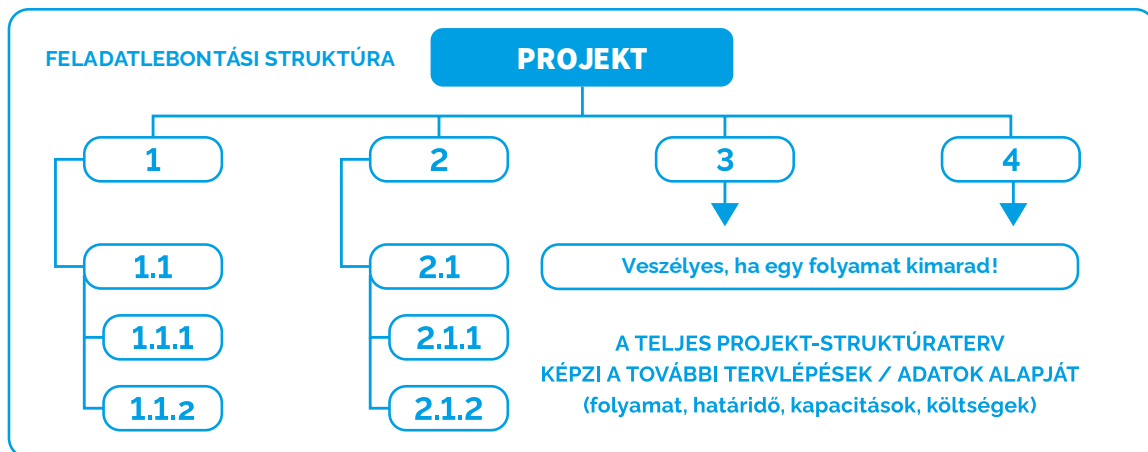 FELADATLEBONTÁSI STRUKTÚRA
PROJEKT
1
2
3
4
1.1
2.1
Veszélyes, ha egy folyamat kimarad!
1.1.1
2.1.1
1.1.2
2.1.2
A TELJES PROJEKT-STRUKTÚRATERV
KÉPZI A TOVÁBBI TERVLÉPÉSEK / ADATOK ALAPJÁT
(folyamat, határidő, kapacitások, költségek)